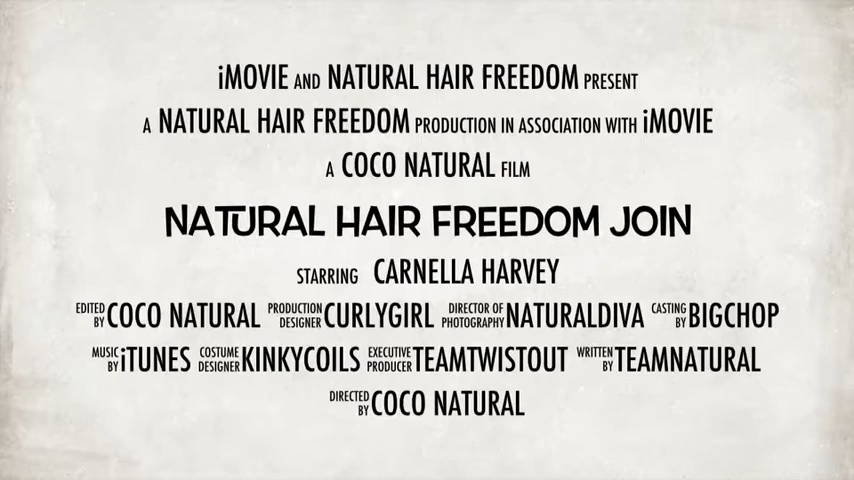 iMOVIE AND NATURAL HAIR FREEDOM PRESENT
A NATURAL HAIR FREEDOM PRODUCTION IN ASSOCIATION WITH iMOVIE
A COCO NATURAL FILM
NATURAL HAIR FREEDOM JOIN
STARRING CARNELLA HARVEY
EDITED BY COCO NATURAL PRODUCTION DESIGNER CURLYGIRL DIRECTOR OF PHOTOGRAPHY NATURALDIVA CASTING BY BIGCHOP
MUSIC BY iTUNES COSTUME DESIGNER KINKYCOILS EXECUTIVE PRODUCER TEAMTWISTOUT WRITTEN BY TEAMNATURAL
DIRECTED BY COCO NATURAL